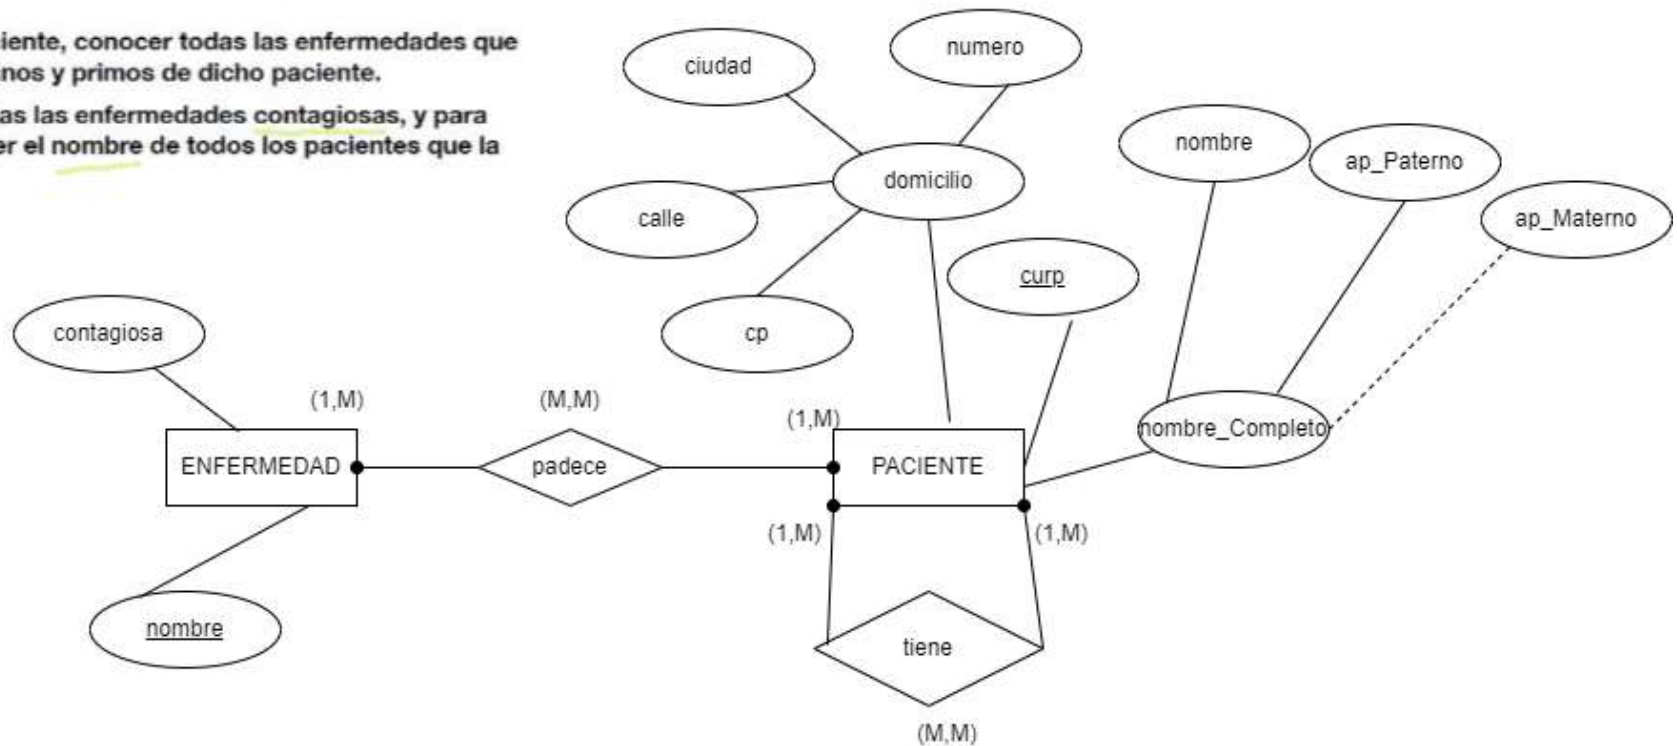 iente, conocer todas las enfermedades que
nos y primos de dicho paciente.
as las enfermedades contagiosas, y para
er el nombre de todos los pacientes que la
ciudad
numero
nombre
ap_Paterno
ap_Materno
domicilio
calle
curp
cp
contagiosa
(1,M)
(M,M)
(1,M)
nombre_Completo
ENFERMEDAD
padece
PACIENTE
(1,M)
(1,M)
nombre
tiene
(M,M)